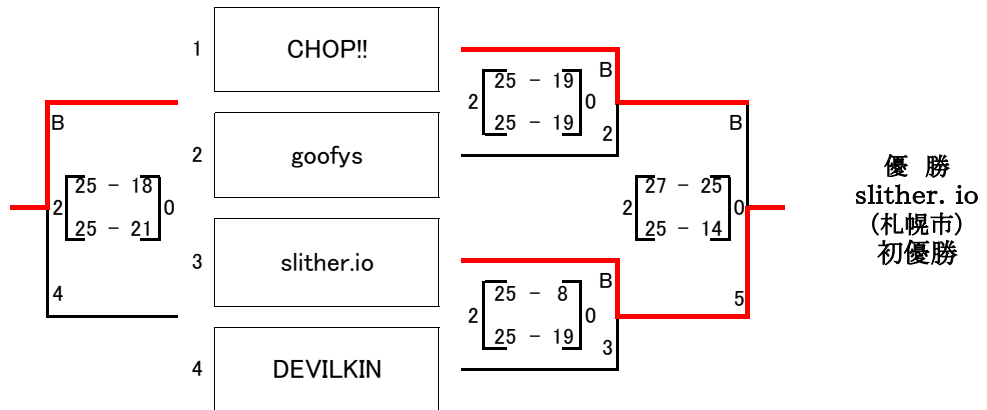 1
CHOP!!
2
goofys
3
slither.io
4
DEVILKIN
B
25 - 18
2
0
25 - 21
4
B
25 - 19
2
0
25 - 19
2
B
25 - 8
2
0
25 - 19
3
B
27 - 25
2
0
25 - 14
5
優 勝
slither. io
(札幌市)
初優勝